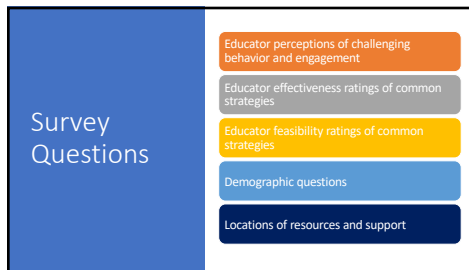 Survey
Questions
Educator perceptions of challenging
behavior and engagement
Educator effectiveness ratings of common
strategies
Educator feasibility ratings of common
strategies
Demographic questions
Locations of resources and support